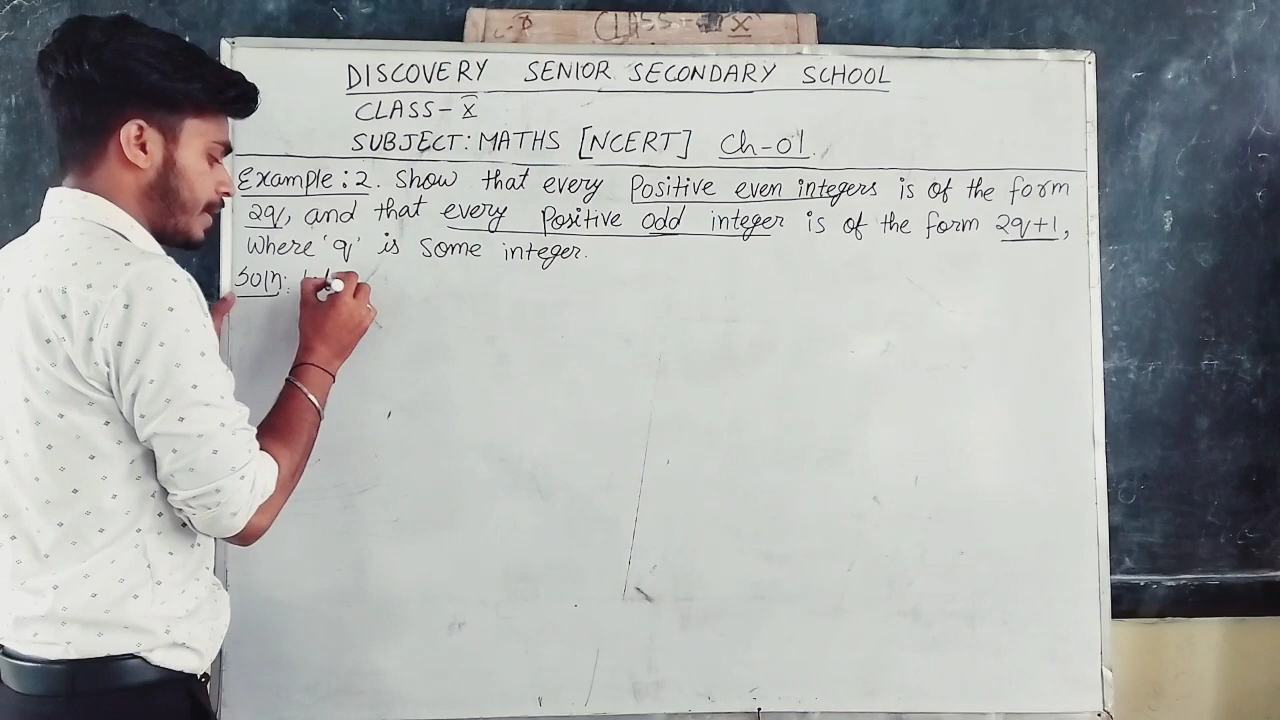 CLASS - X
DISCOVERY SENIOR SECONDARY SCHOOL
CLASS - X
SUBJECT: MATHS [NCERT] Ch-01.
Example: 2. Show that every Positive even integers is of the form
2q, and that every Positive odd integer is of the form 2q+1,
where 'q' is some integer.
Soln: